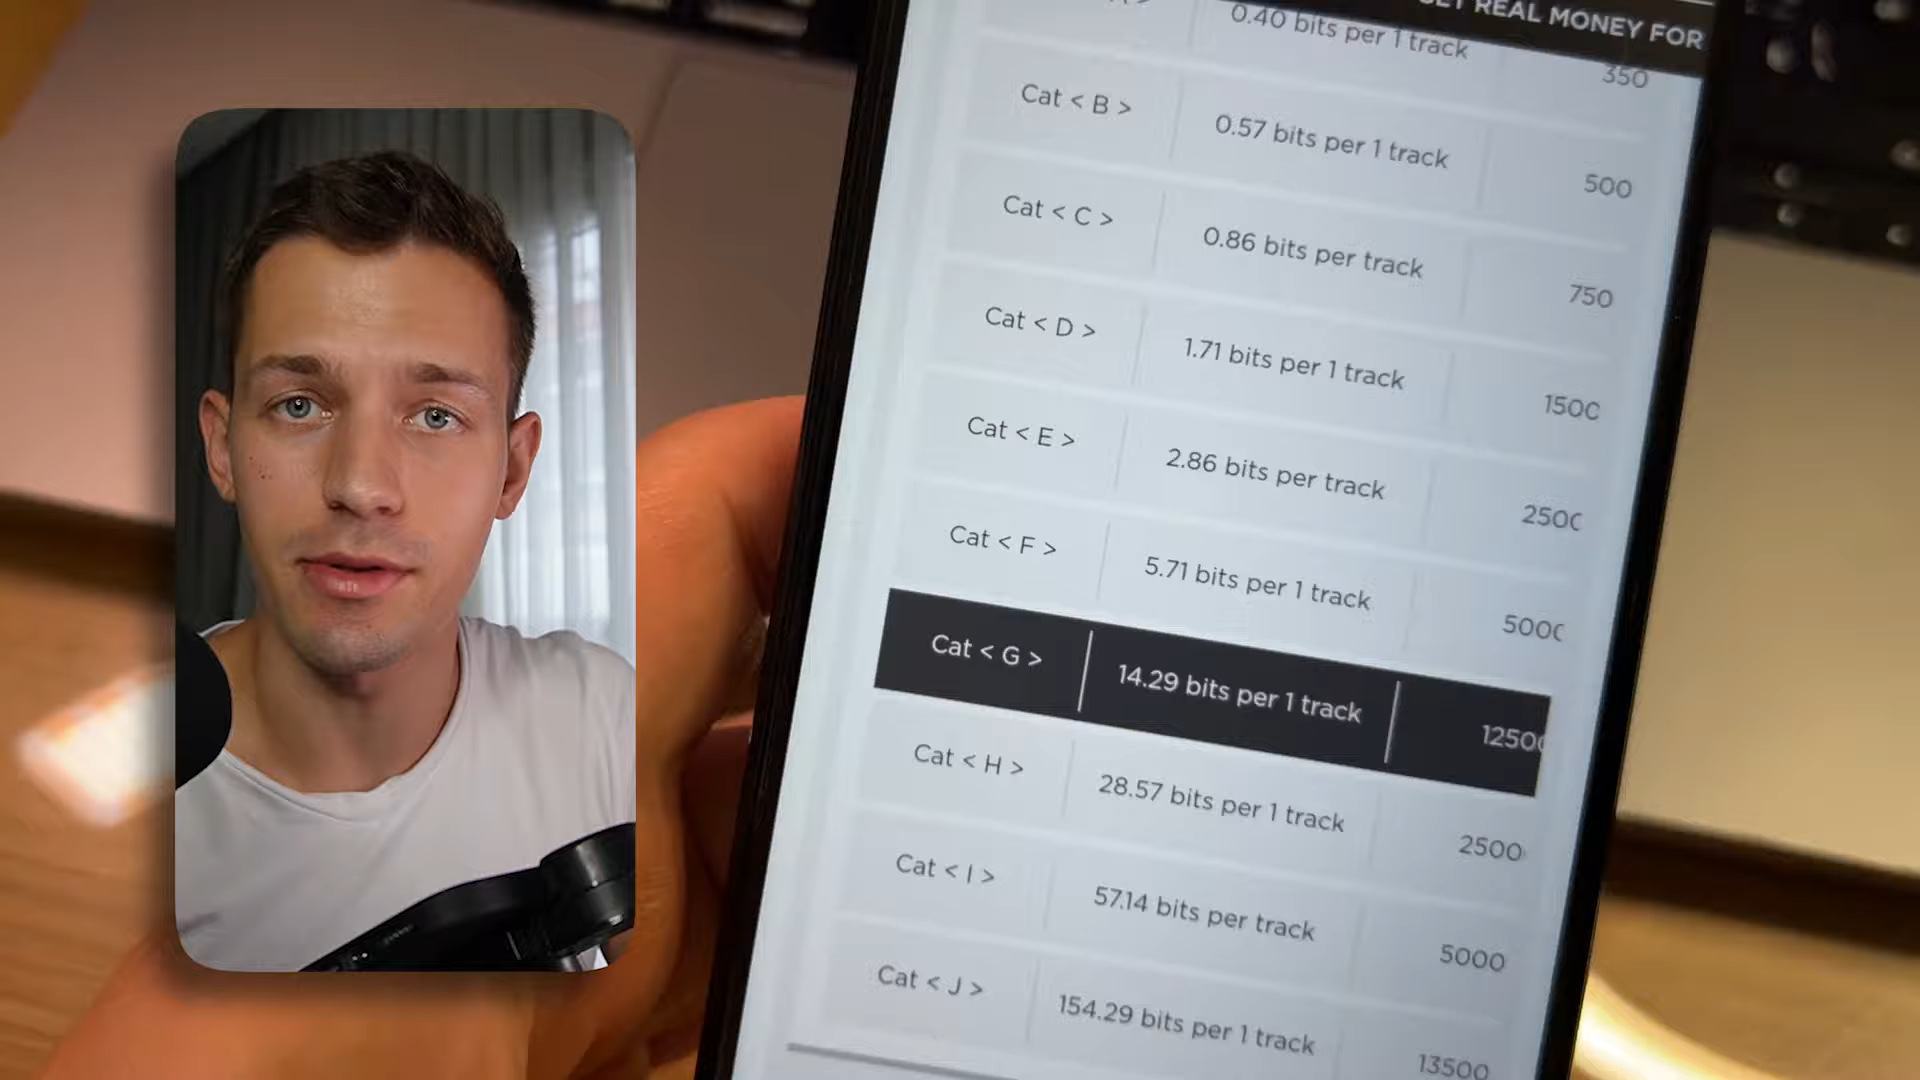 REAL MONEY FOR
0.40 bits per 1 track
350
Cat < B >
0.57 bits per 1 track
500
Cat < C >
0.86 bits per track
750
Cat < D >
1.71 bits per 1 track
Cat < E >
2.86 bits per track
Cat < F >
5.71 bits per 1 track
Cat < G >
14.29 bits per 1 track
Cat < H >
28.57 bits per 1 track
2500
Cat < I >
57.14 bits per track
5000
Cat < J >
154.29 bits per 1 track
13500